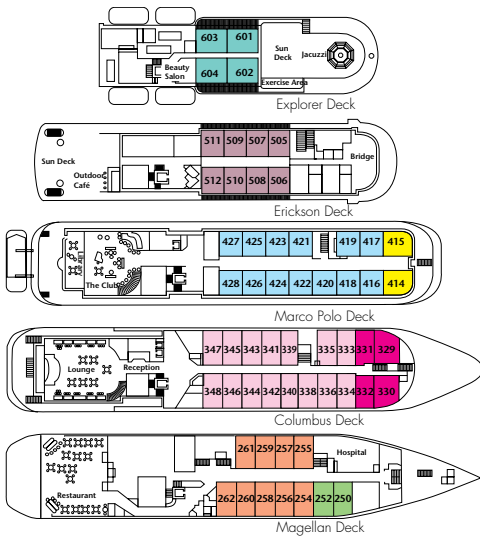 603 601
Sun
Deck
Jacuzzi
Beauty
Salon
604 602
Exercise Area
Explorer Deck
511 509 507 505
Sun Deck
Bridge
Outdoor
Café
512 510 508 506
Erickson Deck
427 425 423 421 419 417 415
Library
The Club
428 426 424 422 420 418 416 414
Marco Polo Deck
347 345 343 341 339 335 333 331 329
Lounge
Reception
348 346 344 342 340 338 336 334 332 330
Columbus Deck
261 259 257 255
Hospital
Restaurant
262 260 258 256 254 252 250
Magellan Deck